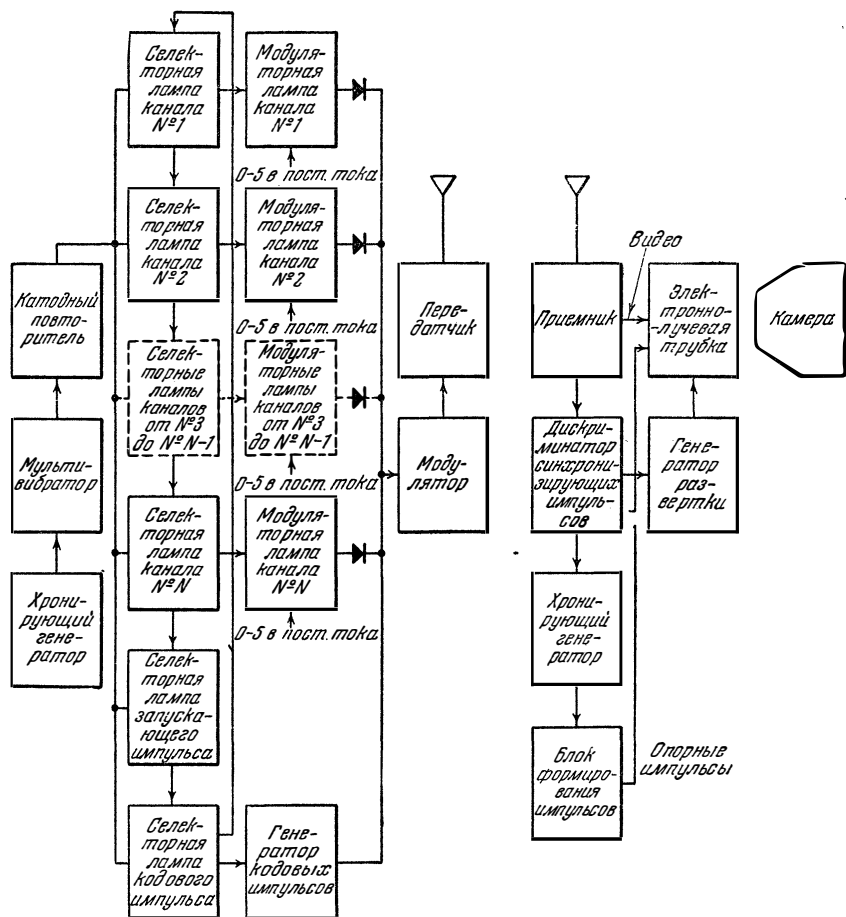 Селек-
торная
лампа
канала
№1
Модуля-
торная
лампа
канала
№1
0-5 в пост. тока
Селек-
торная
лампа
канала
№2
Модуля-
торная
лампа
канала
№2
0-5 в пост. тока
Катодный
повто-
ритель
Селек-
торные
лампы
каналов
от №3
до №N-1
Модуля-
торные
лампы
каналов
от №3
до №N-1
0-5 в пост. тока
Мульти-
вибратор
Селек-
торная
лампа
канала
№N
Модуля-
торная
лампа
канала
№N
0-5 в пост. тока
Хрони-
рующий
гене-
ратор
Селек-
торная
лампа
запуска-
ющего
импульса
Селек-
торная
лампа
кодового
импульса
Гене-
ратор
кодовых
импульсов
Пере-
датчик
Моду-
лятор
Приемник
Видео
Элек-
тронно-
-лучевая
трубка
Камера
Дискри-
минатор
синхрони-
зирующих
импуль-
сов
Гене-
ратор
раз-
вертки
Хрони-
рующий
гене-
ратор
Блок
формиро-
вания
импульсов
Опорные
импульсы